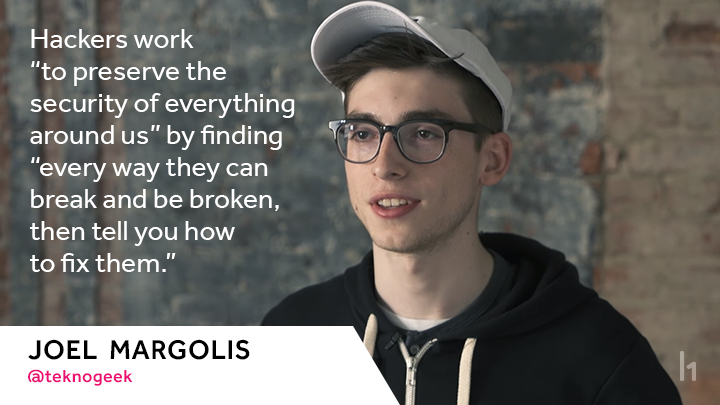 Hackers work
“to preserve the
security of everything
around us” by finding
“every way they can
break and be broken,
then tell you how
to fix them.”
JOEL MARGOLIS
@teknogeek
h1